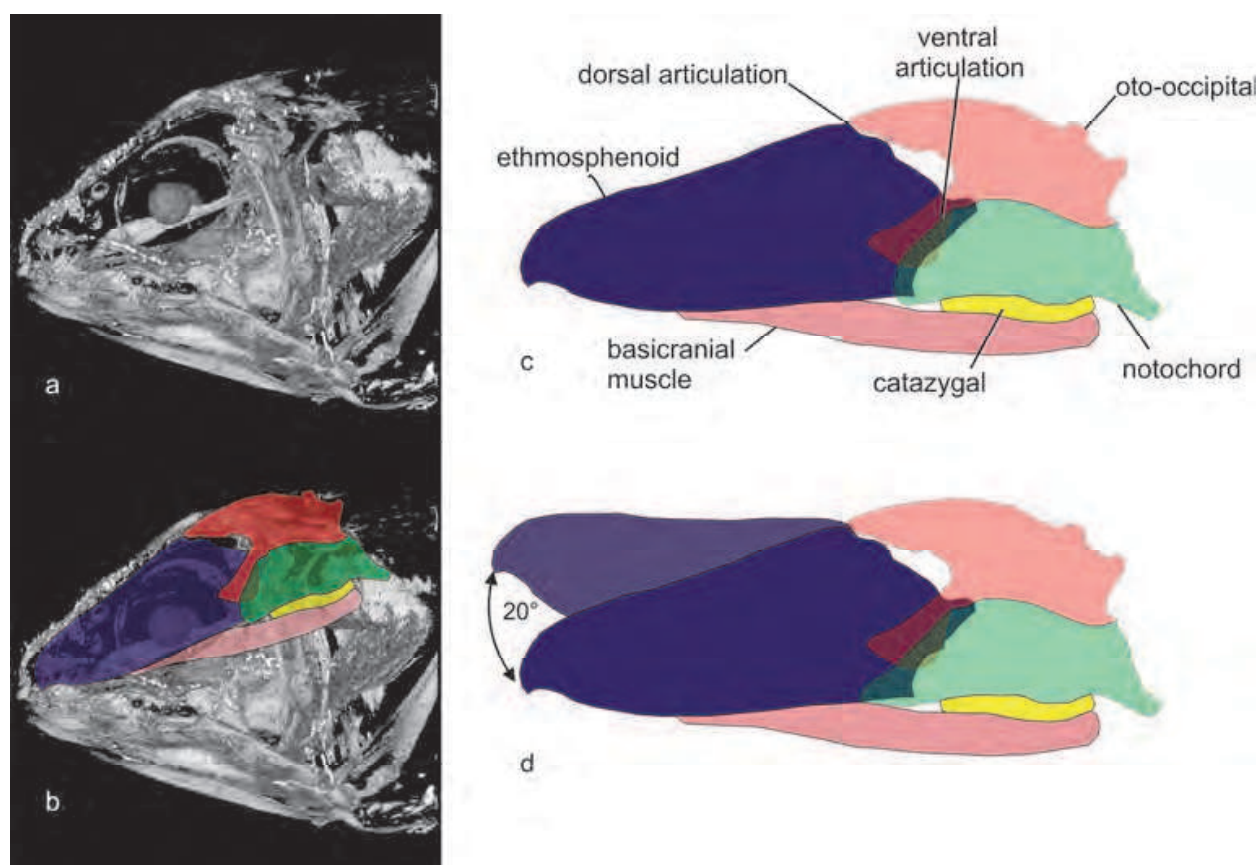 ventral
articulation
dorsal articulation
oto-occipital
ethmosphenoid
basicranial
muscle
catazygal
notochord
a
c
20°
b
d